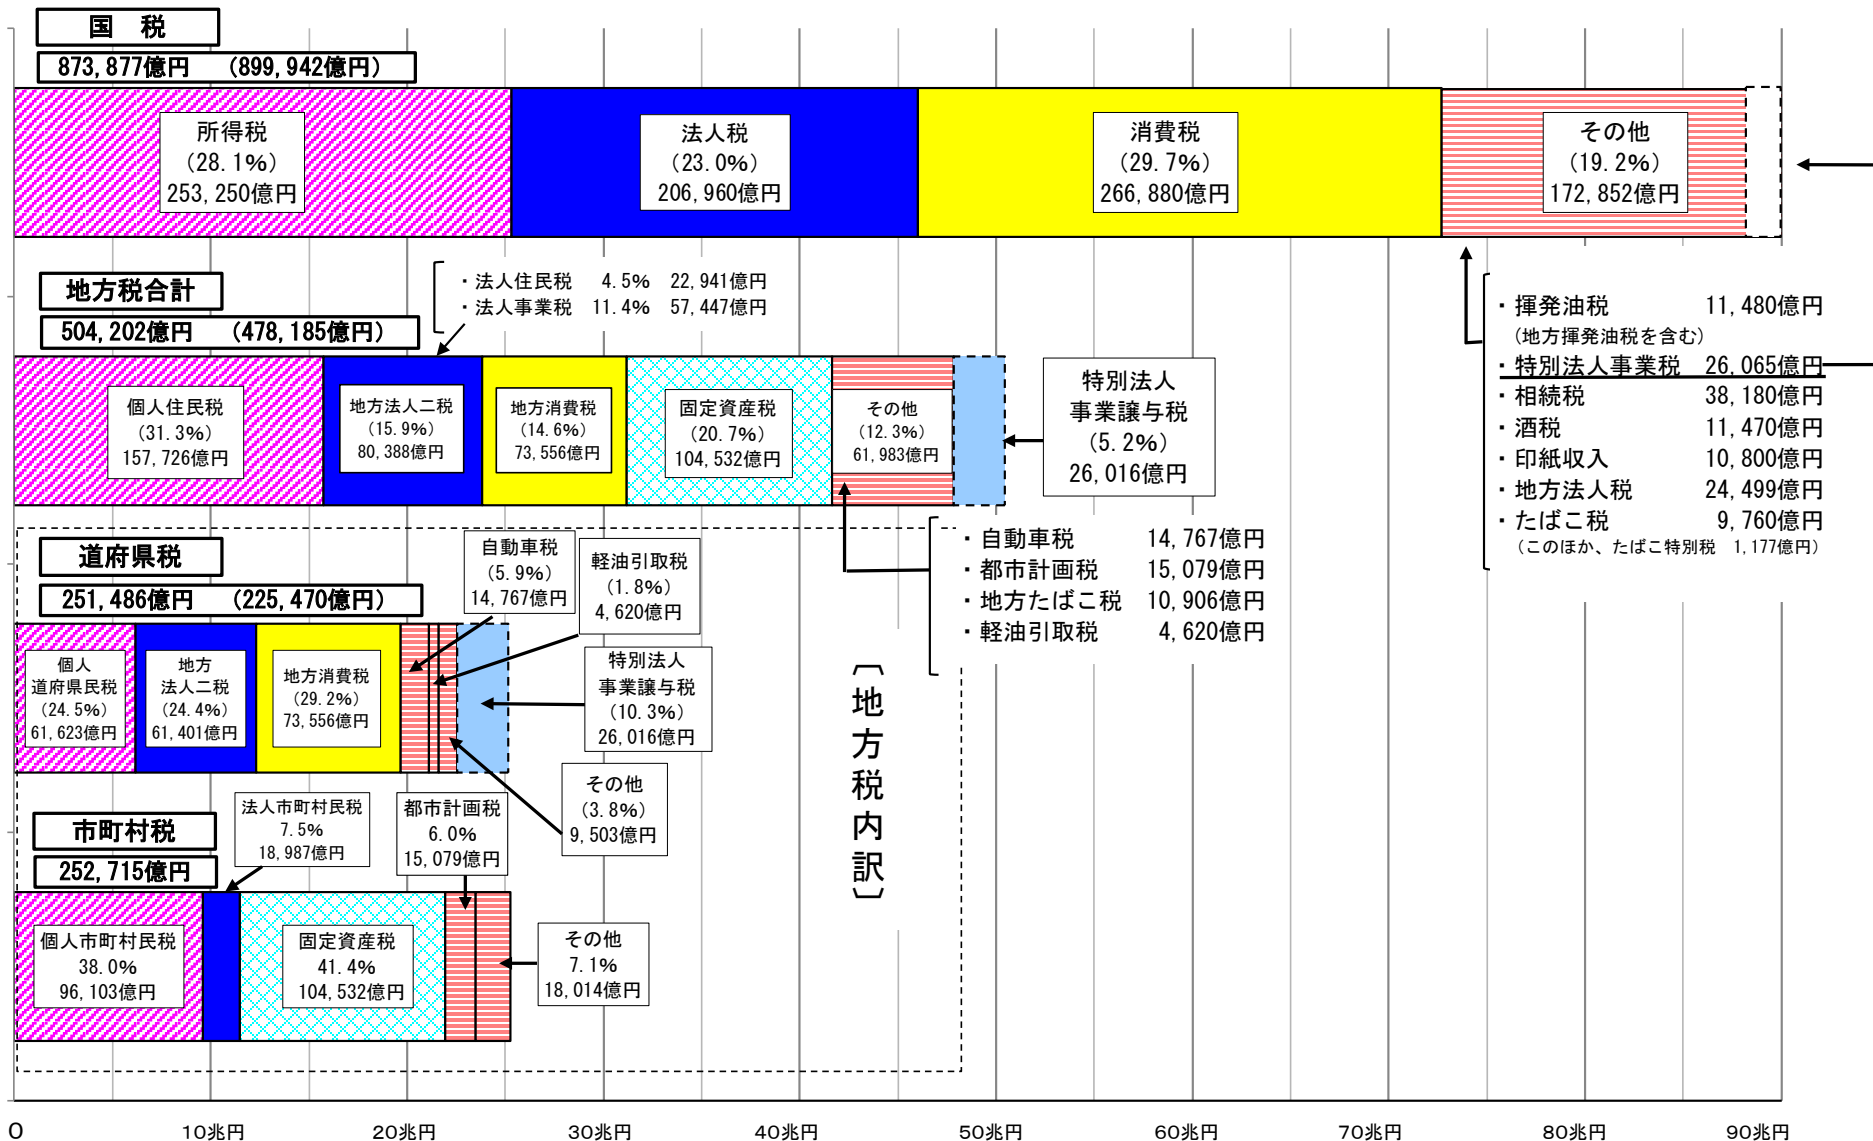 国　税
873,877億円　（899,942億円）
所得税
（28.1%）
253,250億円
法人税
（23.0%）
206,960億円
消費税
（29.7%）
266,880億円
その他
（19.2%）
172,852億円
地方税合計
504,202億円　（478,185億円）
・法人住民税　4.5%　22,941億円
・法人事業税　11.4%　57,447億円
個人住民税
（31.3%）
157,726億円
地方法人二税
（15.9%）
80,388億円
地方消費税
（14.6%）
73,556億円
固定資産税
（20.7%）
104,532億円
その他
（12.3%）
61,983億円
特別法人
事業譲与税
（5.2%）
26,016億円
・揮発油税　11,480億円
（地方揮発油税を含む）
・特別法人事業税　26,065億円
・相続税　38,180億円
・酒税　11,470億円
・印紙収入　10,800億円
・地方法人税　24,499億円
・たばこ税　9,760億円
（このほか、たばこ特別税　1,177億円）
・自動車税　14,767億円
・都市計画税　15,079億円
・地方たばこ税　10,906億円
・軽油引取税　4,620億円
道府県税
251,486億円　（225,470億円）
個人
道府県民税
（24.5%）
61,623億円
地方
法人二税
（24.4%）
61,401億円
地方消費税
（29.2%）
73,556億円
自動車税
（5.9%）
14,767億円
軽油引取税
（1.8%）
4,620億円
特別法人
事業譲与税
（10.3%）
26,016億円
その他
（3.8%）
9,503億円
〔地方税内訳〕
市町村税
252,715億円
法人市町村民税
7.5%
18,987億円
都市計画税
6.0%
15,079億円
個人市町村民税
38.0%
96,103億円
固定資産税
41.4%
104,532億円
その他
7.1%
18,014億円
0　10兆円　20兆円　30兆円　40兆円　50兆円　60兆円　70兆円　80兆円　90兆円